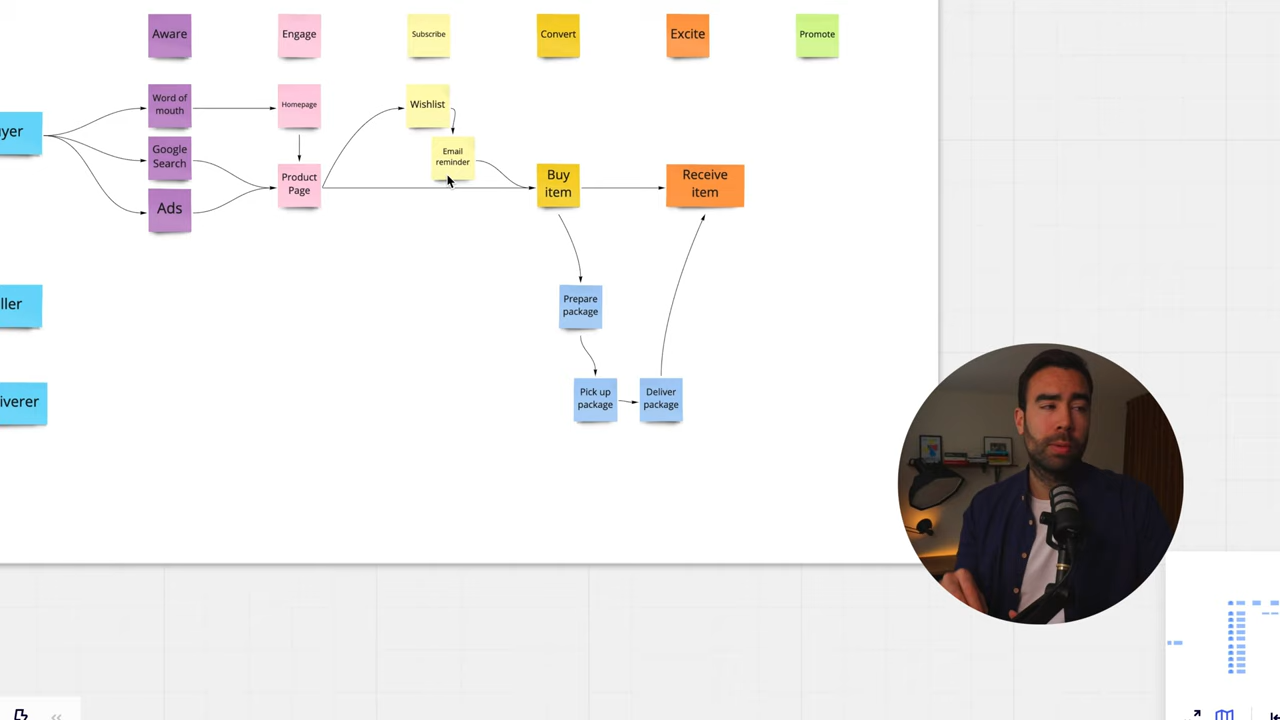 Aware
Engage
Subscribe
Convert
Excite
Promote
Word of
mouth
Homepage
Wishlist
yer
Google
Search
Email
reminder
Product
Page
Buy
item
Receive
item
Ads
ller
Prepare
package
iverer
Pick up
package
Deliver
package